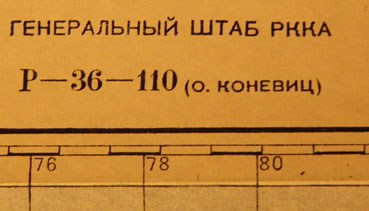 ГЕНЕРАЛЬНЫЙ ШТАБ РККА
Р—36—110 (О. КОНЕВИЦ)
76 78 80